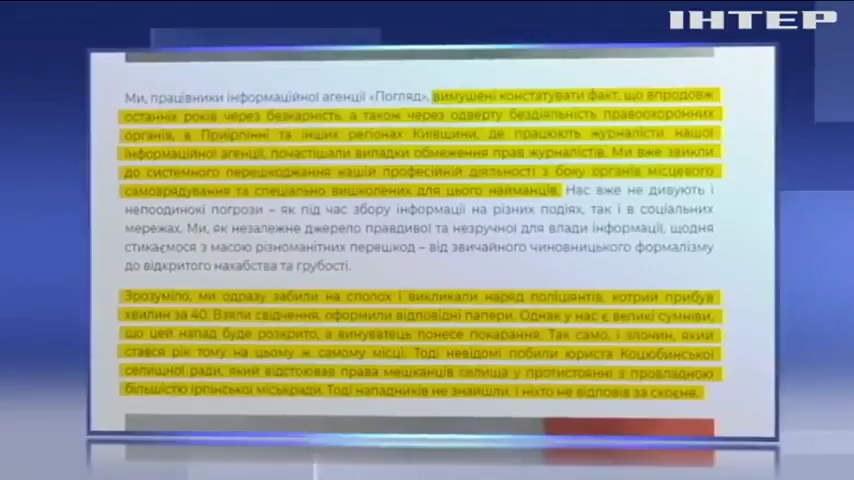 ІНТЕР
Ми, працівники інформаційної агенції «Погляд», вимушені констатувати факт, що впродовж
останніх років через безкарність, а також через одверту бездіяльність правоохоронних
органів, в Приірпінні та інших регіонах Київщини, де працюють журналісти нашої
інформаційної агенції, почастішали випадки обмеження прав журналістів. Ми вже звикли
до системного перешкоджання нашій професійній діяльності з боку органів місцевого
самоврядування та спеціально вишколених для цього найманців. Нас вже не дивують і
непоодинокі погрози – як під час збору інформації на різних подіях, так і в соціальних
мережах. Ми, як незалежне джерело правдивої та незручної для влади інформації, щодня
стикаємося з масою різноманітних перешкод – від звичайного чиновницького формалізму
до відкритого нахабства та грубості.
Зрозуміло, ми одразу забили на сполох і викликали наряд поліціянтів, котрий прибув
хвилин за 40. Взяли свідчення, оформили відповідні папери. Однак у нас є великі сумніви,
що цей напад буде розкрито, а винуватець понесе покарання. Так само, і злочин, який
стався рік тому на цьому ж самому місці. Тоді невідомі побили юриста Коцюбинської
селищної ради, який відстоював права мешканців селища у протистоянні з провладною
більшістю Ірпінської міськради. Тоді нападників не знайшли. І ніхто не відповів за скоєне.